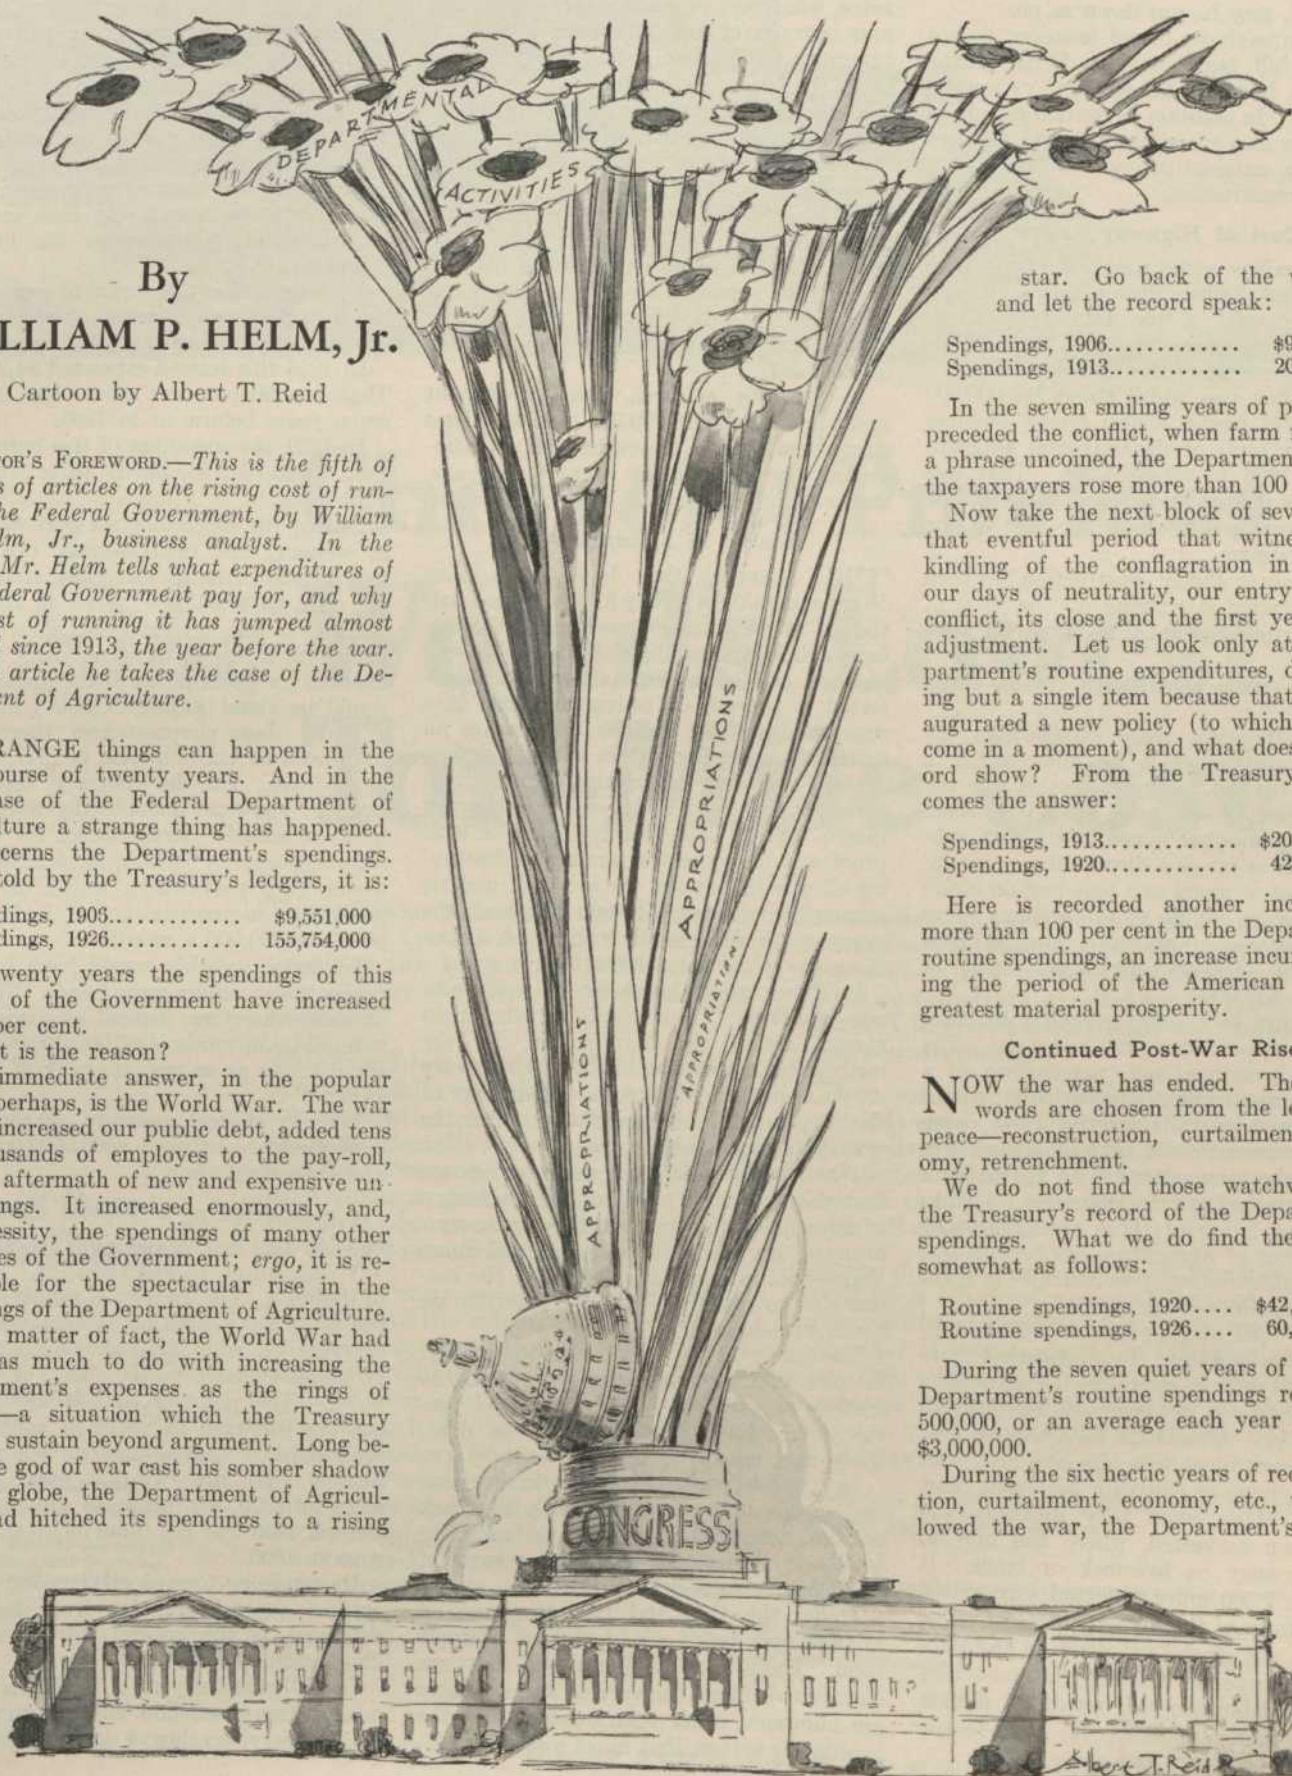 DEPARTMENTAL
ACTIVITIES
By
LLIAM P. HELM, Jr.
Cartoon by Albert T. Reid
OR'S FOREWORD.—This is the fifth of
s of articles on the rising cost of run-
he Federal Government, by William
lm, Jr., business analyst. In the
Mr. Helm tells what expenditures of
deral Government pay for, and why
st of running it has jumped almost
since 1913, the year before the war.
article he takes the case of the De-
nt of Agriculture.
RANGE things can happen in the
ourse of twenty years. And in the
ase of the Federal Department of
lture a strange thing has happened.
cerns the Department's spendings.
told by the Treasury's ledgers, it is:
dings, 1906............. $9,551,000
dings, 1926............. 155,754,000
wenty years the spendings of this
of the Government have increased
per cent.
t is the reason?
immediate answer, in the popular
perhaps, is the World War. The war
increased our public debt, added tens
usands of employes to the pay-roll,
aftermath of new and expensive un-
ngs. It increased enormously, and,
essity, the spendings of many other
es of the Government; ergo, it is re-
le for the spectacular rise in the
ngs of the Department of Agriculture.
matter of fact, the World War had
as much to do with increasing the
ment's expenses as the rings of
—a situation which the Treasury
sustain beyond argument. Long be-
e god of war cast his somber shadow
globe, the Department of Agricul-
ad hitched its spendings to a rising
APPROPRIATIONS
APPROPRIATION
APPROPRIATIONS
CONGRESS
star. Go back of the
and let the record speak:
Spendings, 1906............. $9
Spendings, 1913............. 20
In the seven smiling years of p
preceded the conflict, when farm
a phrase uncoined, the Departmen
the taxpayers rose more than 100
Now take the next block of sev
that eventful period that witne
kindling of the conflagration in
our days of neutrality, our entry
conflict, its close and the first ye
adjustment. Let us look only at
partment's routine expenditures, c
ing but a single item because that
augurated a new policy (to which
come in a moment), and what does
ord show? From the Treasury
comes the answer:
Spendings, 1913............. $20
Spendings, 1920............. 42
Here is recorded another inc
more than 100 per cent in the Depa
routine spendings, an increase incu
ing the period of the American
greatest material prosperity.
Continued Post-War Rise
NOW the war has ended. The
words are chosen from the le
peace—reconstruction, curtailmen
omy, retrenchment.
We do not find those watchw
the Treasury's record of the Depa
spendings. What we do find the
somewhat as follows:
Routine spendings, 1920.... $42,
Routine spendings, 1926.... 60,
During the seven quiet years of
Department's routine spendings r
500,000, or an average each year
$3,000,000.
During the six hectic years of rec
tion, curtailment, economy, etc.,
lowed the war, the Department's
Albert T. Reid